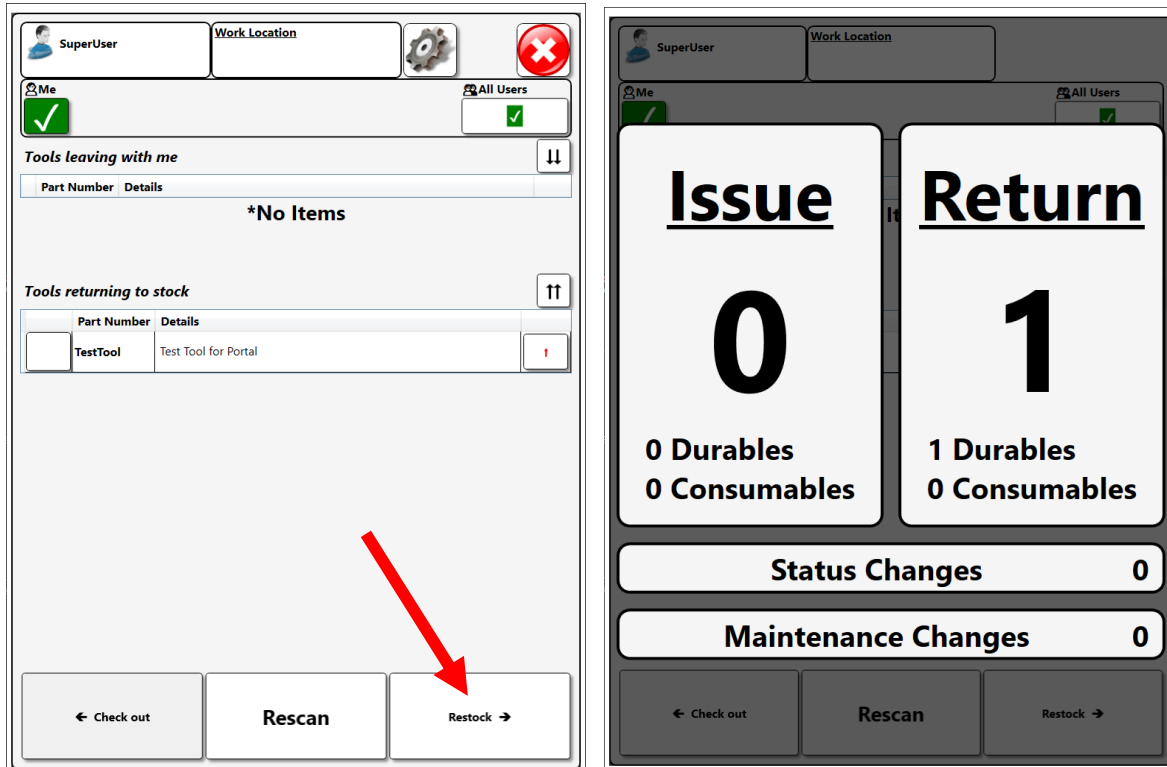 SuperUser
Work Location
Me
All Users
Tools leaving with me
Part Number Details
*No Items
Tools returning to stock
Part Number Details
TestTool Test Tool for Portal
← Check out
Rescan
Restock →
SuperUser
Work Location
Me
All Users
Issue
0
0 Durables
0 Consumables
It
Return
1
1 Durables
0 Consumables
Status Changes 0
Maintenance Changes 0
← Check out
Rescan
Restock →